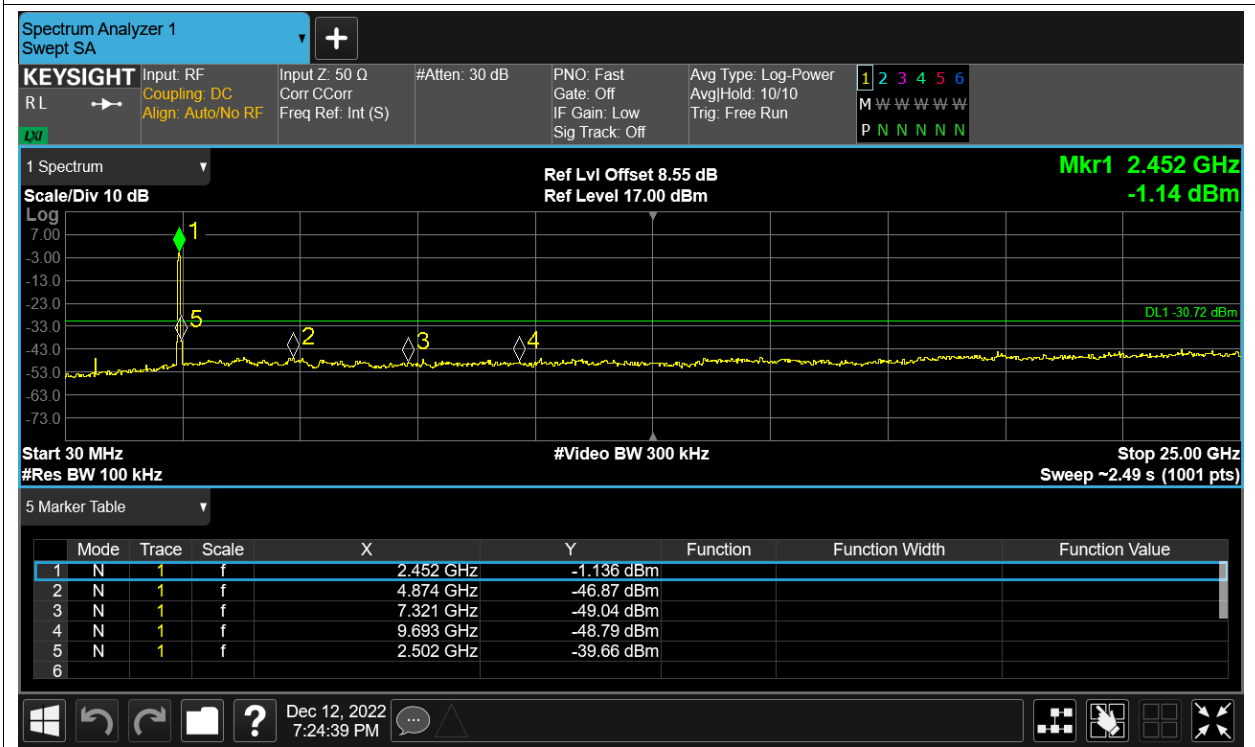 Spectrum Analyzer 1
Swept SA
+
KEYSIGHT
RL
LXI
Input: RF
Coupling: DC
Align: Auto/No RF
Input Z: 50 Ω
Corr CCorr
Freq Ref: Int (S)
#Atten: 30 dB
PNO: Fast
Gate: Off
IF Gain: Low
Sig Track: Off
Avg Type: Log-Power
Avg|Hold: 10/10
Trig: Free Run
1 2 3 4 5 6
M W W W W W
P N N N N N
1 Spectrum
Scale/Div 10 dB
Ref Lvl Offset 8.55 dB
Ref Level 17.00 dBm
Mkr1 2.452 GHz
-1.14 dBm
Log
7.00
-3.00
-13.0
-23.0
-33.0
-43.0
-53.0
-63.0
-73.0
1
5
2
3
4
DL1 -30.72 dBm
Start 30 MHz
#Res BW 100 kHz
#Video BW 300 kHz
Stop 25.00 GHz
Sweep ~2.49 s (1001 pts)
5 Marker Table
Mode Trace Scale X Y Function Function Width Function Value
1 N 1 f 2.452 GHz -1.136 dBm
2 N 1 f 4.874 GHz -46.87 dBm
3 N 1 f 7.321 GHz -49.04 dBm
4 N 1 f 9.693 GHz -48.79 dBm
5 N 1 f 2.502 GHz -39.66 dBm
6
?
Dec 12, 2022
7:24:39 PM